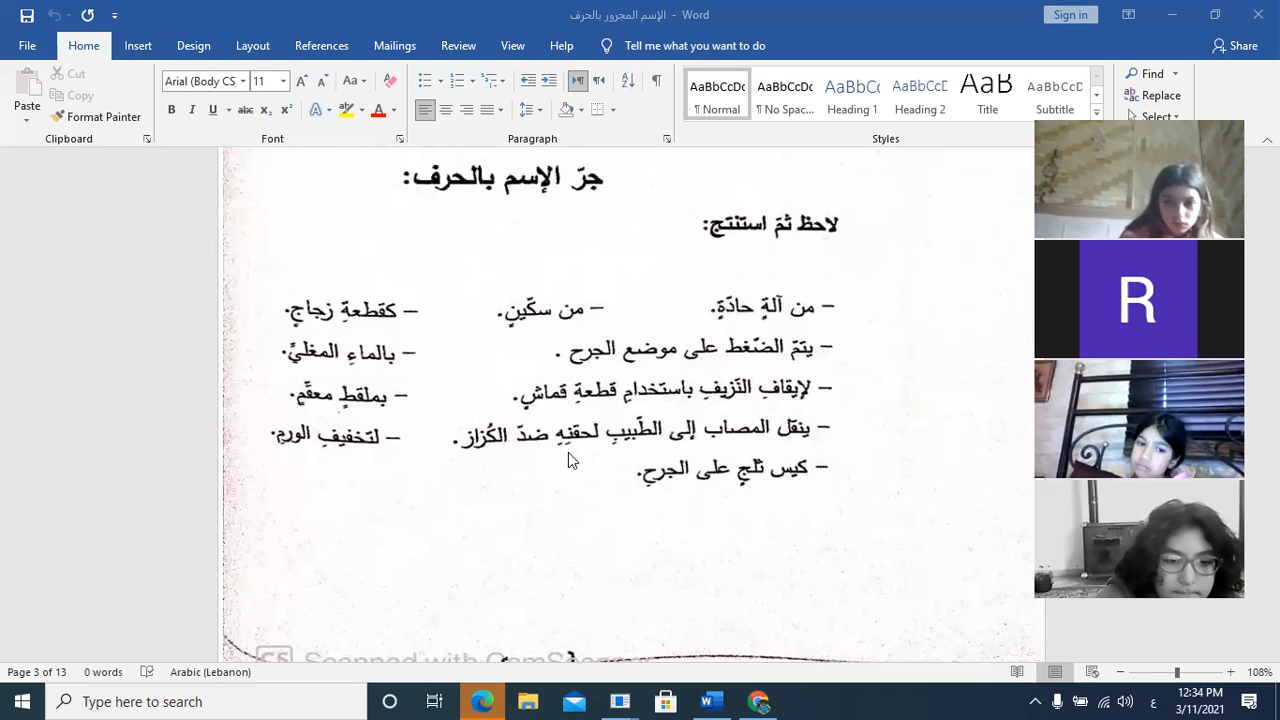 الإسم المجرور بالحرف - Word
Sign in
File Home Insert Design Layout References Mailings Review View Help Tell me what you want to do Share
Paste
Cut
Copy
Format Painter
Clipboard
Arial (Body CS 11
Font
Paragraph
AaBbCcDc AaBbCcDc AaBbCc AaBbCcD AaB AaBbCcD
¶ Normal ¶ No Spac... Heading 1 Heading 2 Title Subtitle
Styles
Find
Replace
Select
جرّ الإسم بالحرف:
لاحظ ثمّ استنتج:
– من آلةٍ حادّةٍ. – من سكّينٍ. – كقطعةِ زجاجٍ.
– يتمّ الضّغط على موضع الجرح . – بالماءِ المغليِّ.
– لإيقافِ النّزيفِ باستخدامِ قطعةِ قماشٍ. – بملقطٍ معقّمٍ.
– ينقل المصاب إلى الطّبيبِ لحقنِهِ ضدّ الكُزاز. – لتخفيفِ الورمِ.
– كيس ثلجٍ على الجرحِ.
R
CS Scanned with CamScanner
Page 3 of 13 0 words Arabic (Lebanon) 108%
Type here to search
ع
12:34 PM
3/11/2021